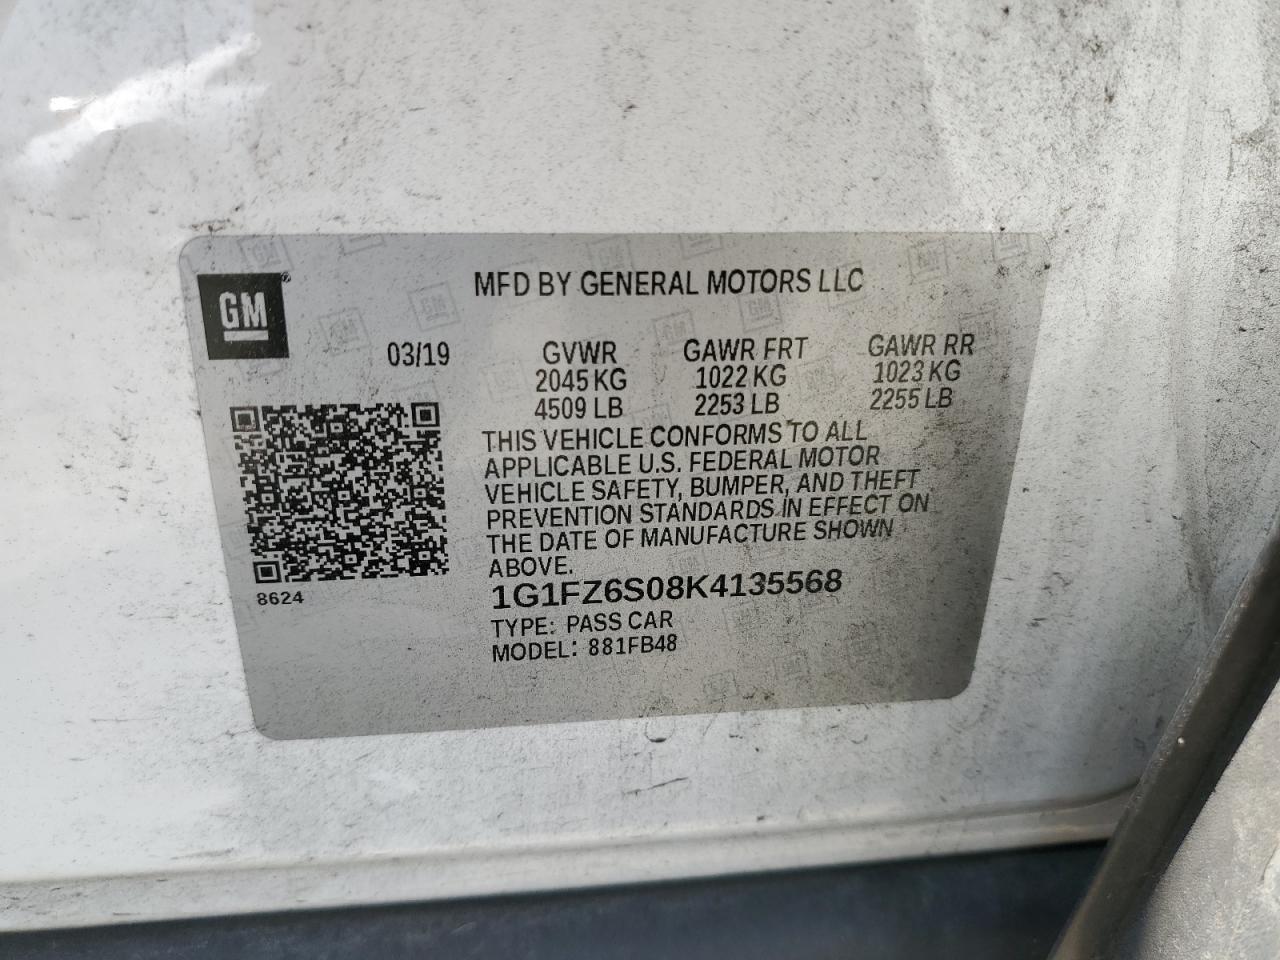 MFD BY GENERAL MOTORS LLC
GM
03/19
GVWR GAWR FRT GAWR RR
2045 KG 1022 KG 1023 KG
4509 LB 2253 LB 2255 LB
THIS VEHICLE CONFORMS TO ALL
APPLICABLE U.S. FEDERAL MOTOR
VEHICLE SAFETY, BUMPER, AND THEFT
PREVENTION STANDARDS IN EFFECT ON
THE DATE OF MANUFACTURE SHOWN
ABOVE.
8624
1G1FZ6S08K4135568
TYPE: PASS CAR
MODEL: 881FB48